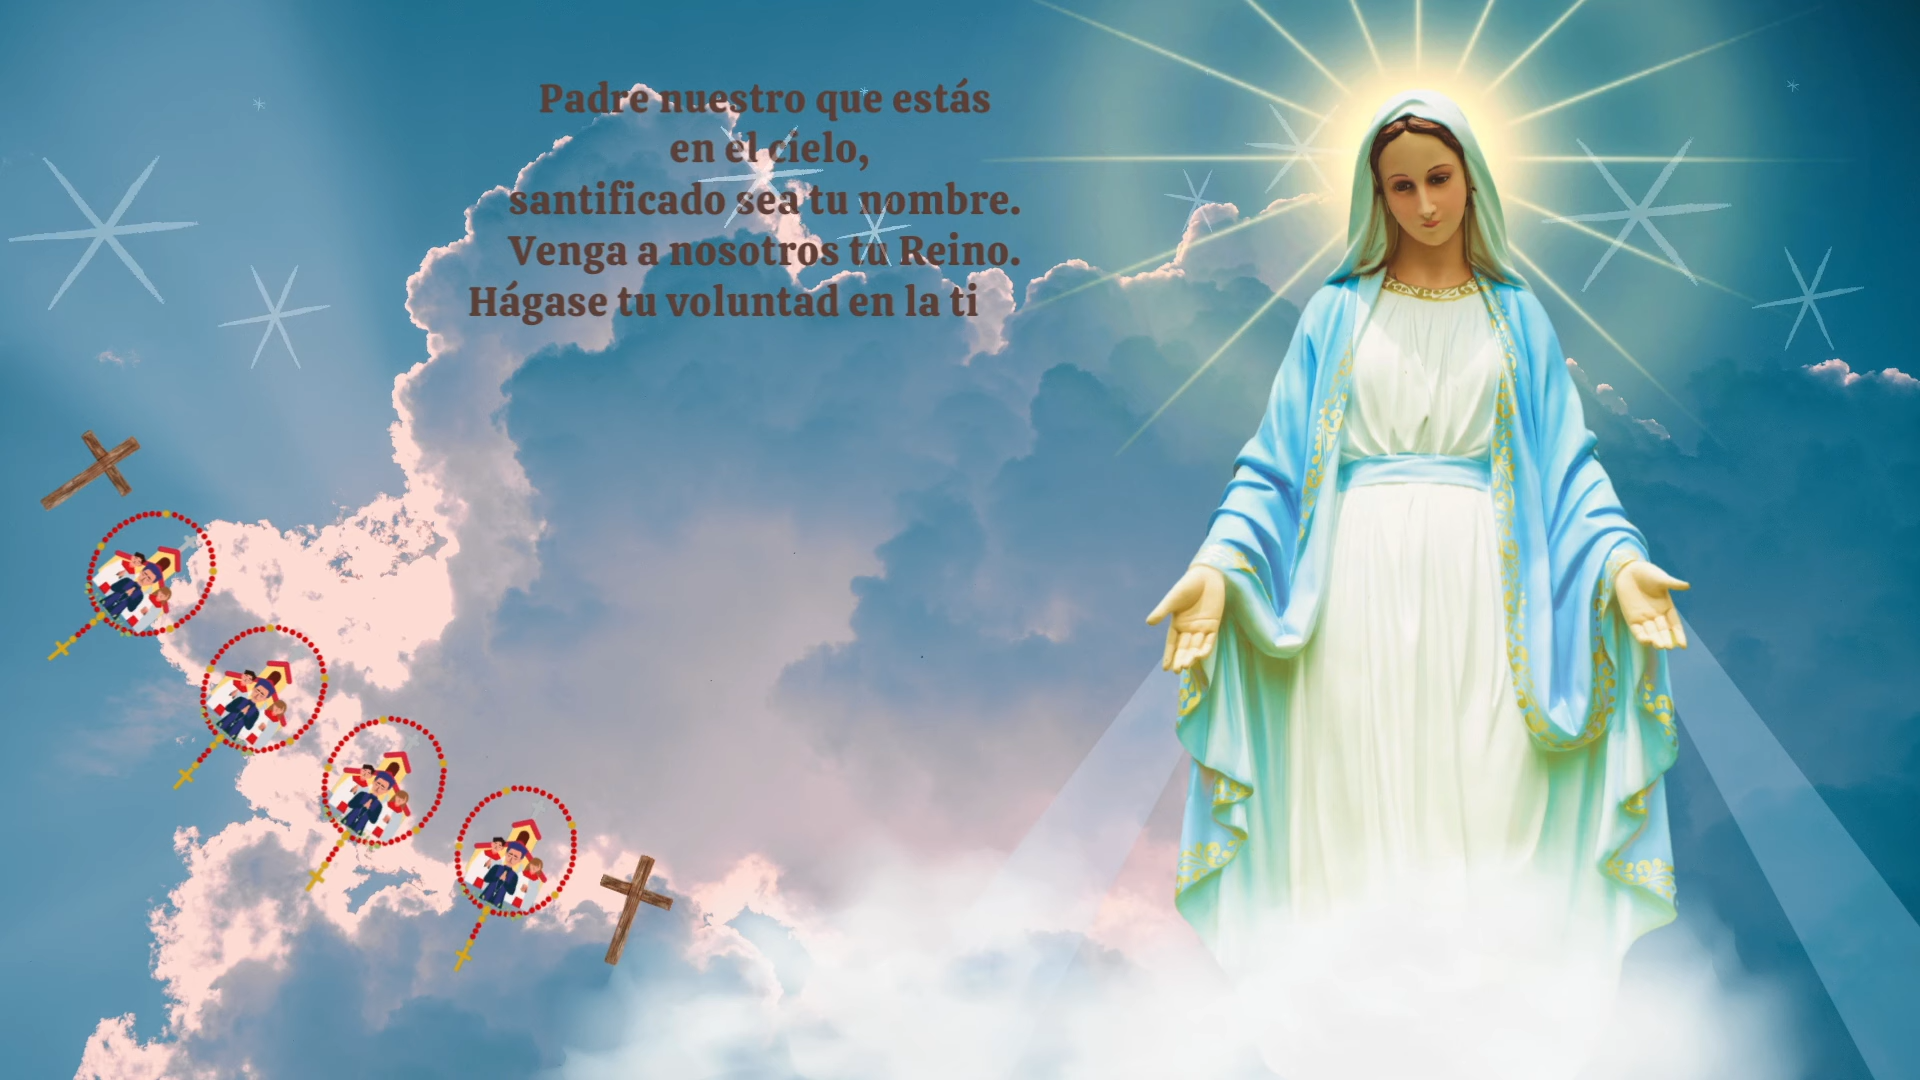 Padre nuestro que estás
en el cielo,
santificado sea tu nombre.
Venga a nosotros tu Reino.
Hágase tu voluntad en la ti